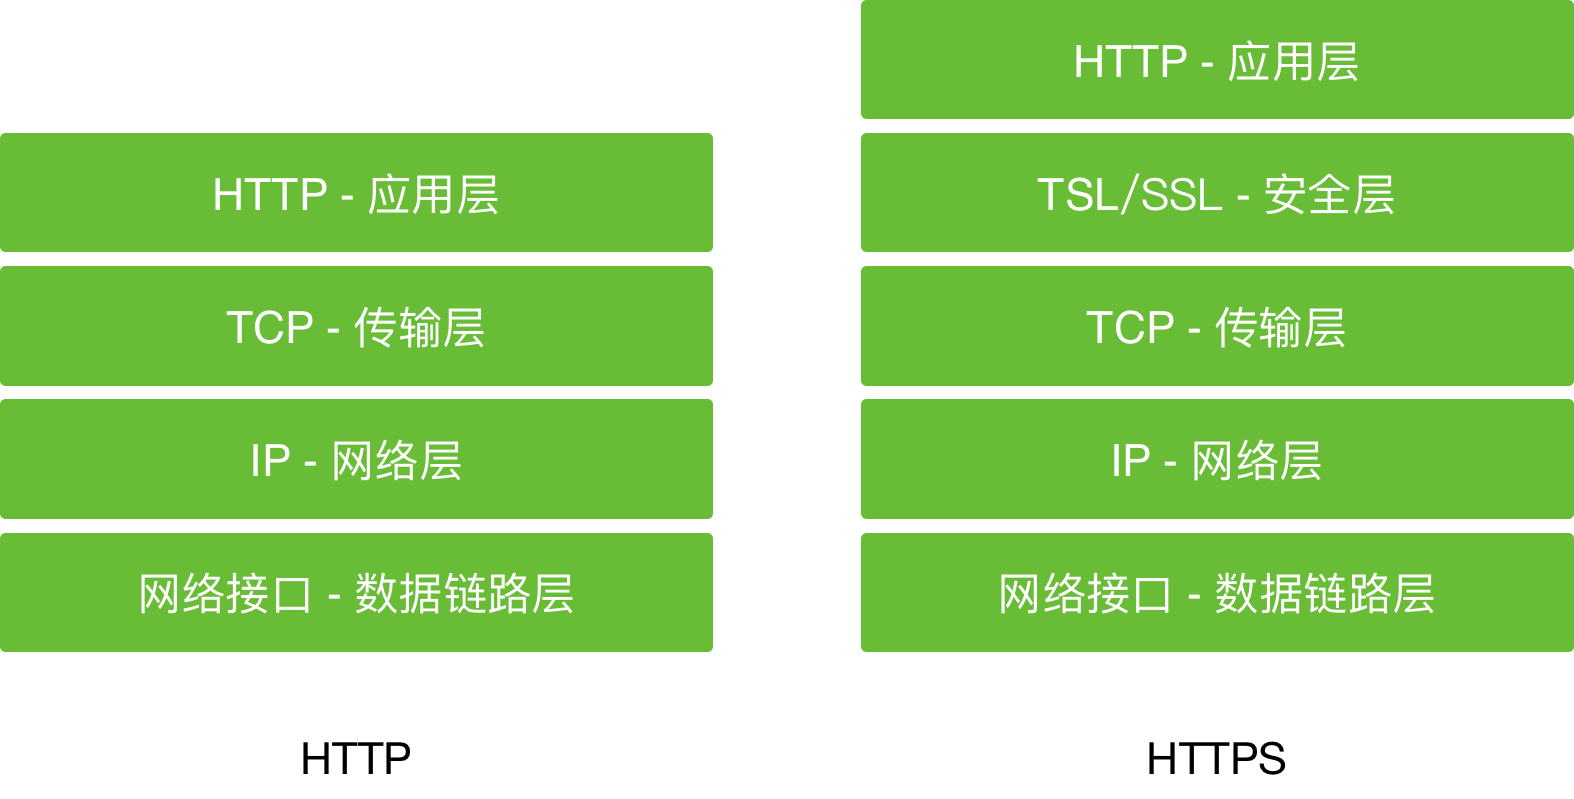 HTTP - 应用层
TCP - 传输层
IP - 网络层
网络接口 - 数据链路层
HTTP
HTTP - 应用层
TSL/SSL - 安全层
TCP - 传输层
IP - 网络层
网络接口 - 数据链路层
HTTPS